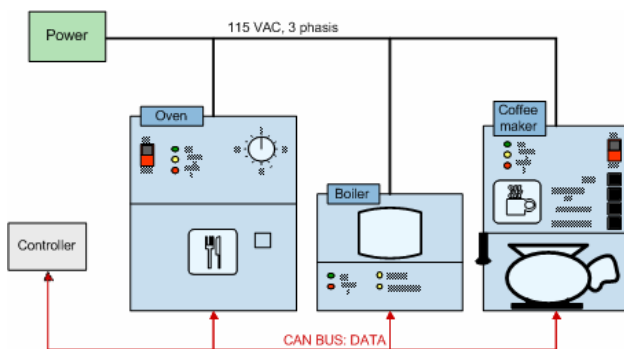 Power
115 VAC, 3 phasis
Oven
Coffee
maker
Boiler
Controller
CAN BUS: DATA